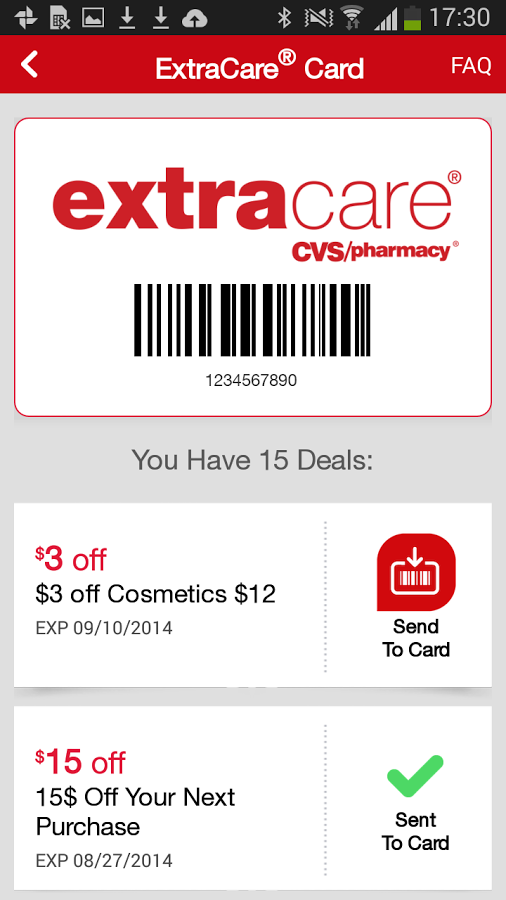 17:30
ExtraCare® Card
FAQ
extracare®
CVS/pharmacy®
1234567890
You Have 15 Deals:
$3 off
$3 off Cosmetics $12
EXP 09/10/2014
Send
To Card
$15 off
15$ Off Your Next
Purchase
EXP 08/27/2014
Sent
To Card